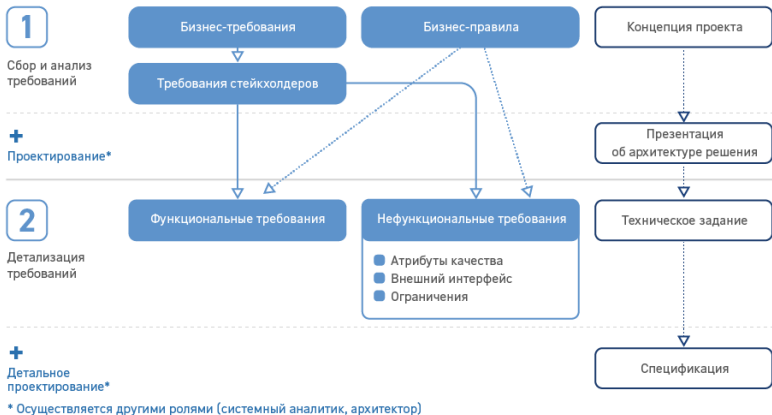 1
Сбор и анализ
требований
Бизнес-требования
Бизнес-правила
Концепция проекта
Требования стейкхолдеров
+
Проектирование*
Презентация
об архитектуре решения
2
Детализация
требований
Функциональные требования
Нефункциональные требования
Атрибуты качества
Внешний интерфейс
Ограничения
Техническое задание
+
Детальное
проектирование*
Спецификация
* Осуществляется другими ролями (системный аналитик, архитектор)